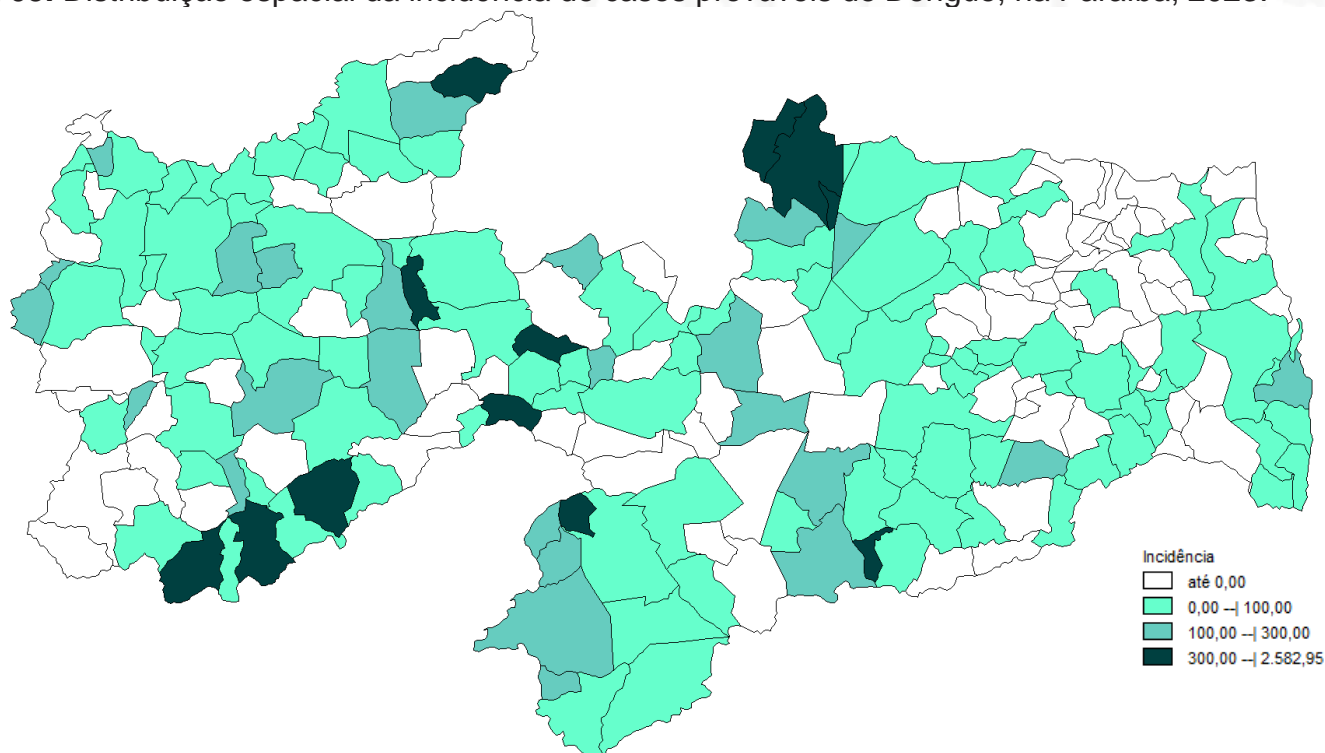 Distribuição espacial da incidência de casos prováveis de Dengue, na Paraíba,
Incidência
até 0,00
0,00 --| 100,00
100,00 --| 300,00
300,00 --| 2.582,95